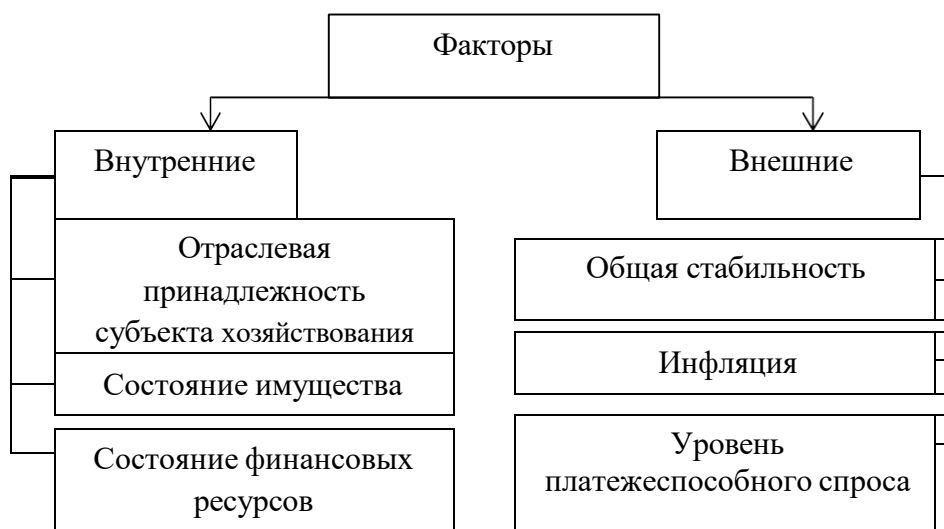 Факторы
Внутренние
Внешние
Отраслевая
принадлежность
субъекта хозяйствования
Состояние имущества
Состояние финансовых
ресурсов
Общая стабильность
Инфляция
Уровень
платежеспособного спроса